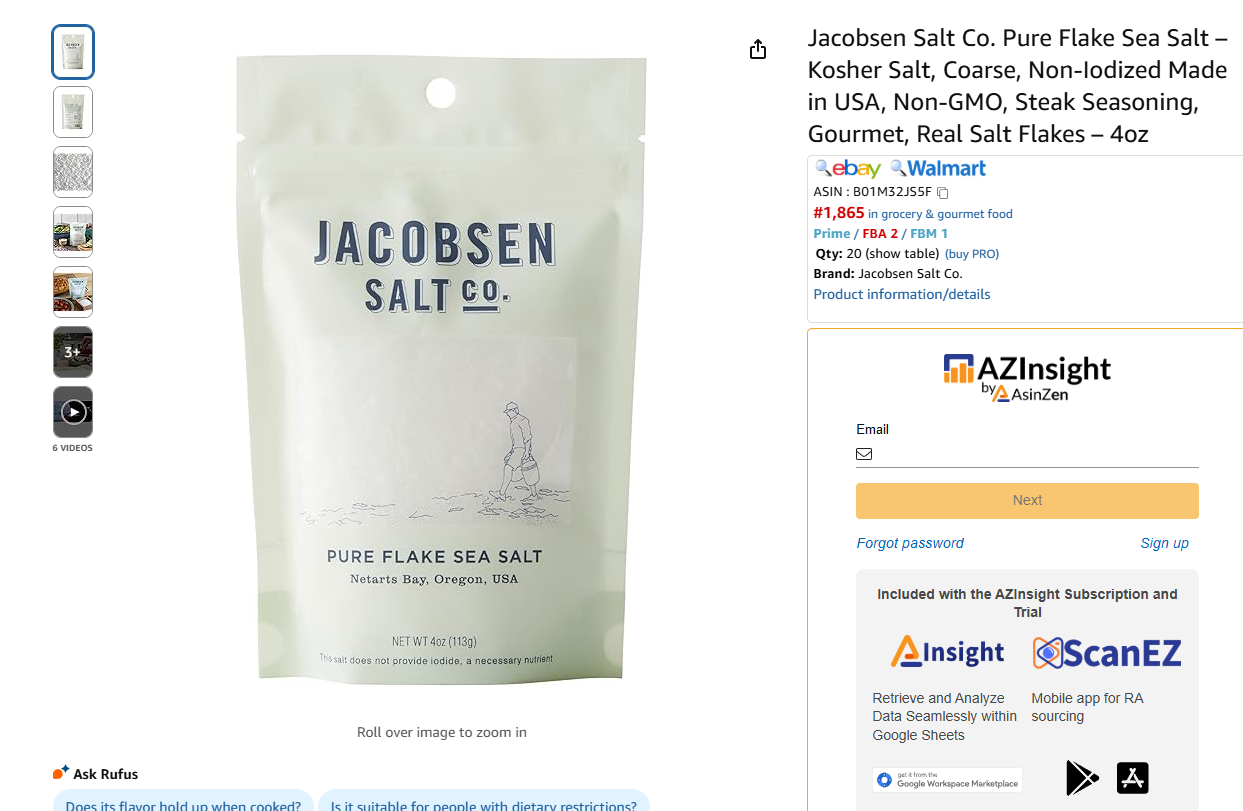 3+
6 VIDEOS
JACOBSEN
SALT CO.
PURE FLAKE SEA SALT
Netarts Bay, Oregon, USA
NET WT 4oz (113g)
This salt does not provide iodide, a necessary nutrient
Roll over image to zoom in
Ask Rufus
Does its flavor hold up when cooked?
Is it suitable for people with dietary restrictions?
Jacobsen Salt Co. Pure Flake Sea Salt –
Kosher Salt, Coarse, Non-Iodized Made
in USA, Non-GMO, Steak Seasoning,
Gourmet, Real Salt Flakes – 4oz
ebay Walmart
ASIN : B01M32JS5F
#1,865 in grocery & gourmet food
Prime / FBA 2 / FBM 1
Qty: 20 (show table) (buy PRO)
Brand: Jacobsen Salt Co.
Product information/details
AZInsight
by AsinZen
Email
Next
Forgot password
Sign up
Included with the AZInsight Subscription and
Trial
Insight
ScanEZ
Retrieve and Analyze
Data Seamlessly within
Google Sheets
Mobile app for RA
sourcing
get it from the
Google Workspace Marketplace